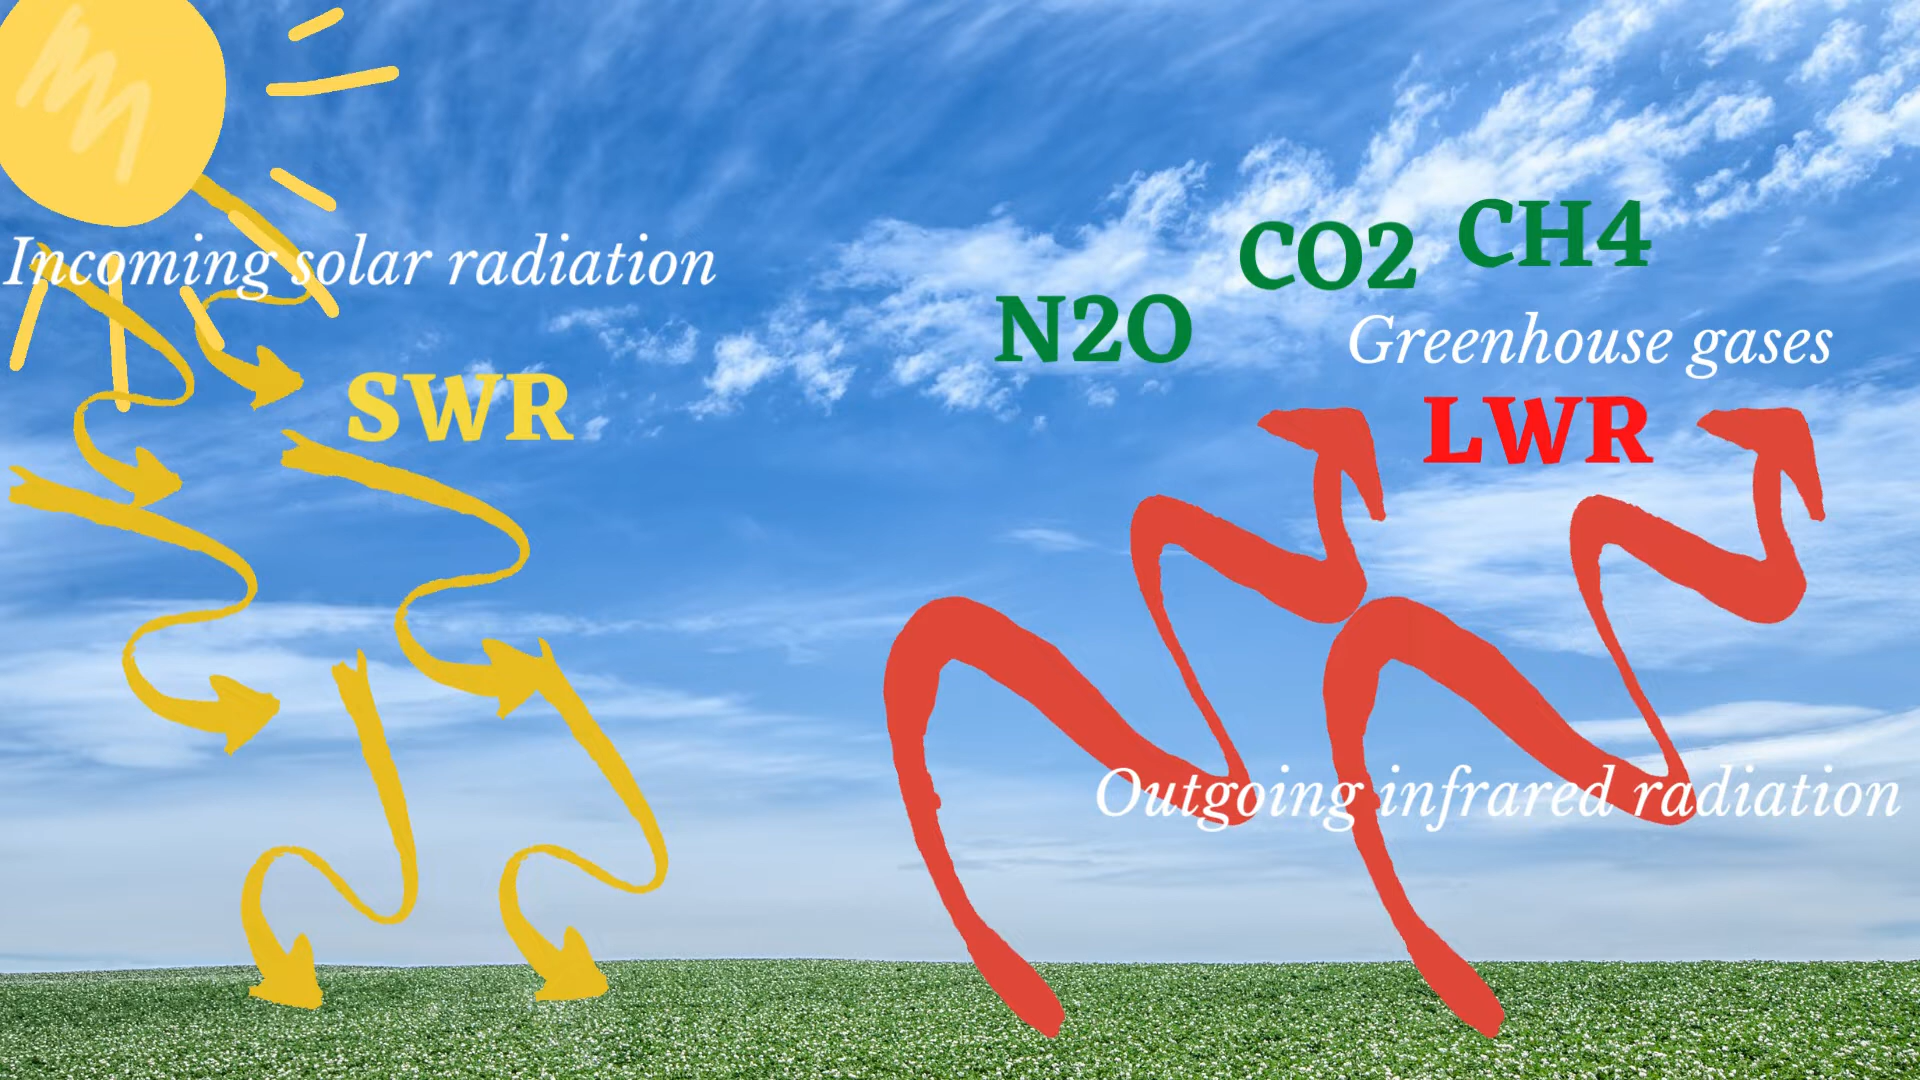 Incoming solar radiation
SWR
N2O
CO2
CH4
Greenhouse gases
LWR
Outgoing infrared radiation